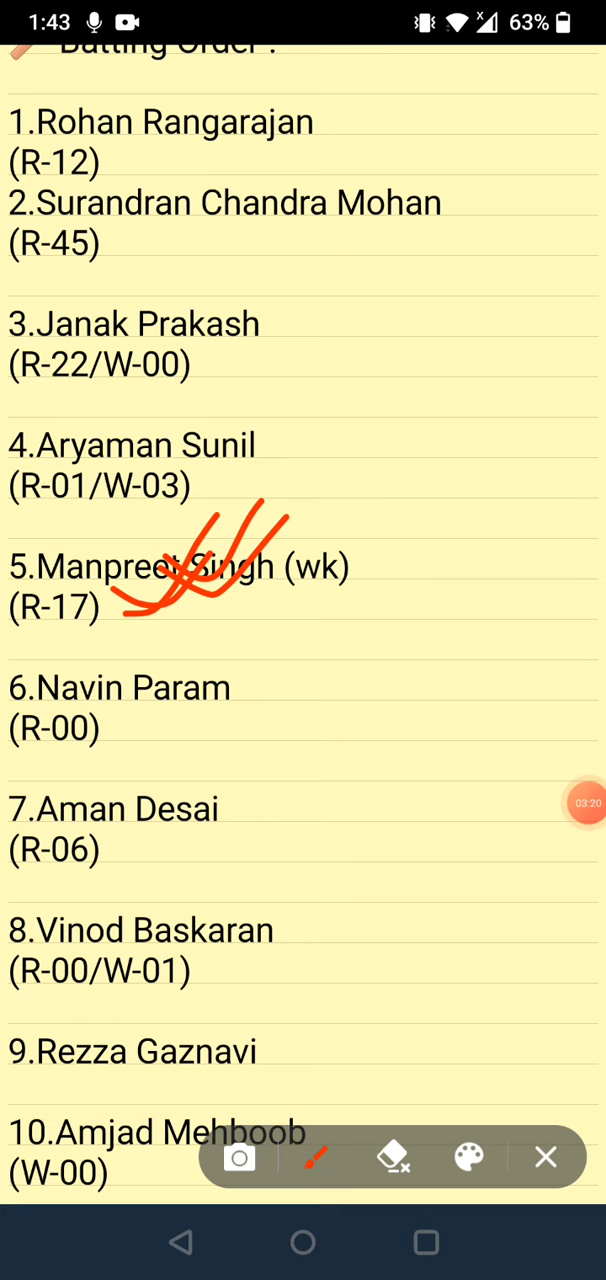 1:43 63%
Batting Order :
1.Rohan Rangarajan
(R-12)
2.Surandran Chandra Mohan
(R-45)
3.Janak Prakash
(R-22/W-00)
4.Aryaman Sunil
(R-01/W-03)
5.Manpreet Singh (wk)
(R-17)
6.Navin Param
(R-00)
7.Aman Desai
(R-06)
03:20
8.Vinod Baskaran
(R-00/W-01)
9.Rezza Gaznavi
10.Amjad Mehboob
(W-00)